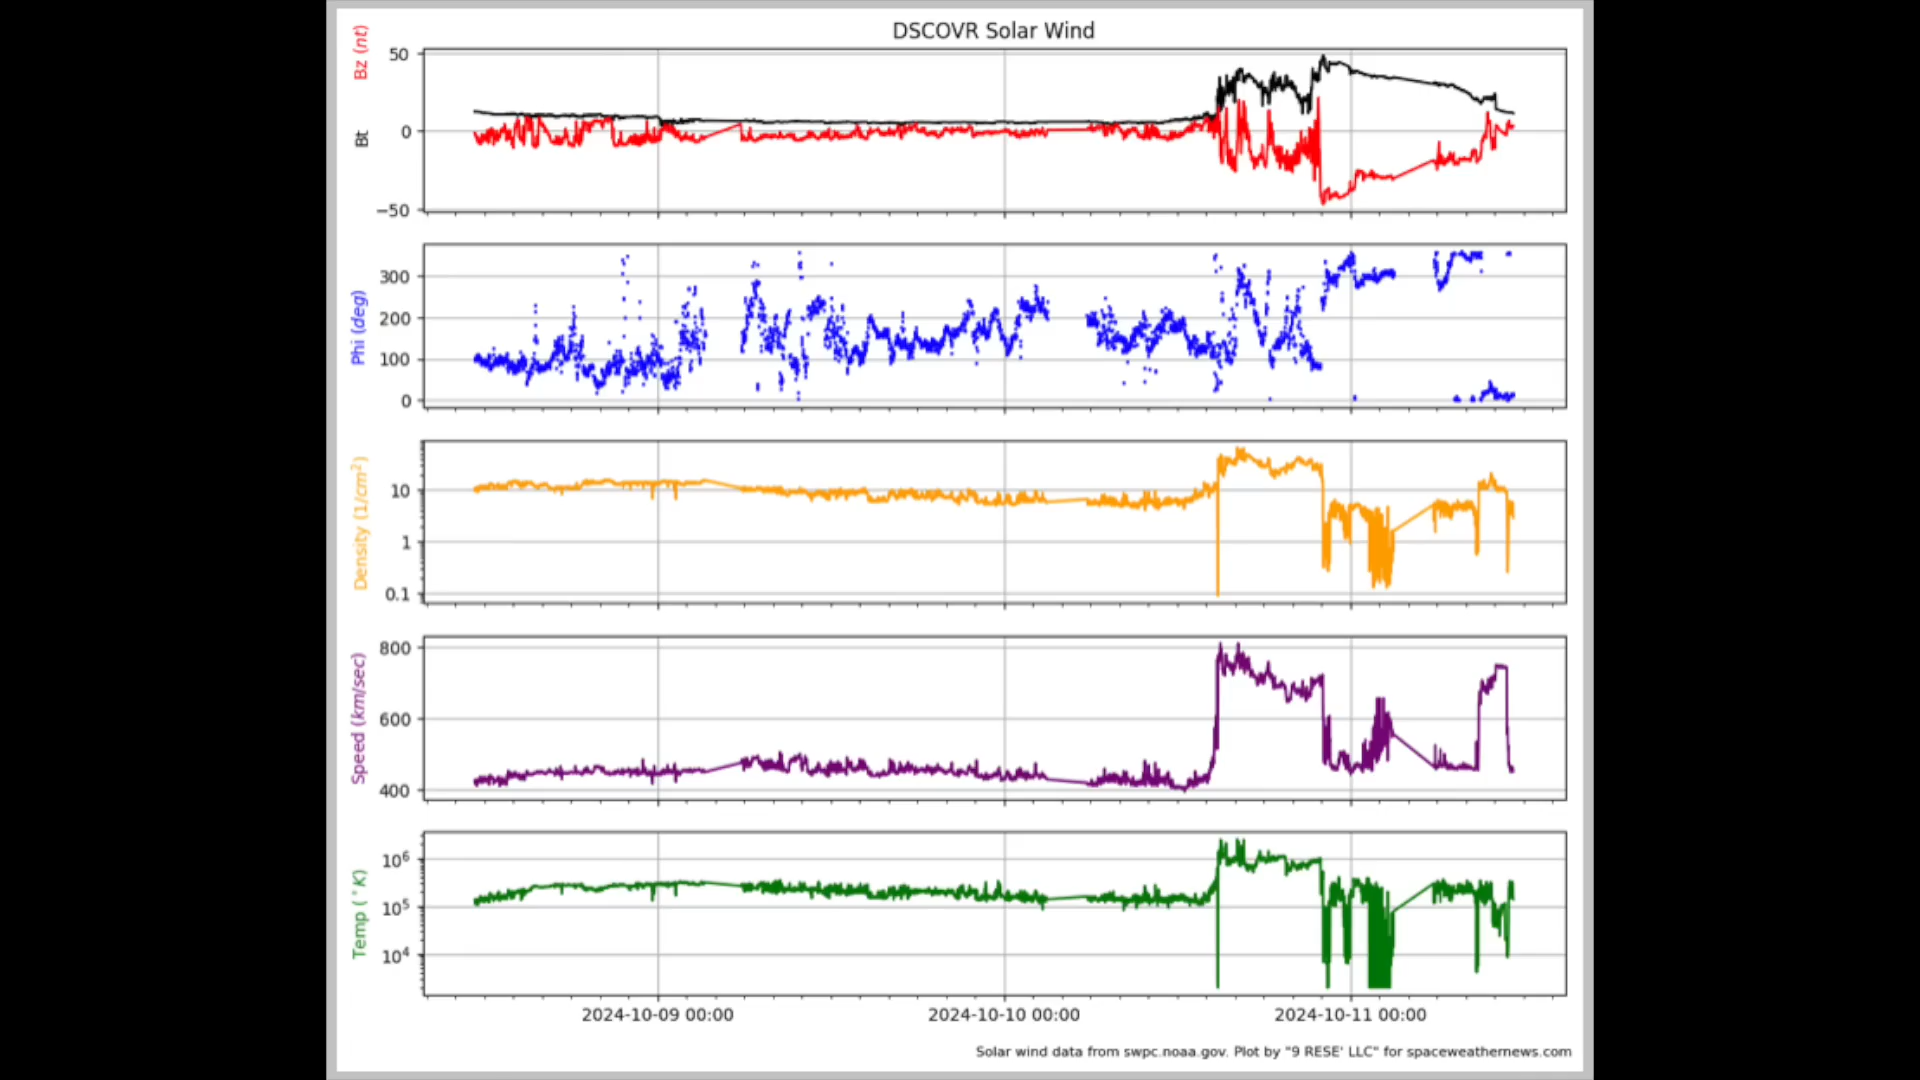 DSCOVR Solar Wind
Bt Bz (nt)
50
0
−50
Phi (deg)
300
200
100
0
Density (1/cm²)
10
1
0.1
Speed (km/sec)
800
600
400
Temp (°K)
10⁶
10⁵
10⁴
2024-10-09 00:00 2024-10-10 00:00 2024-10-11 00:00
Solar wind data from swpc.noaa.gov. Plot by "9 RESE' LLC" for spaceweathernews.com